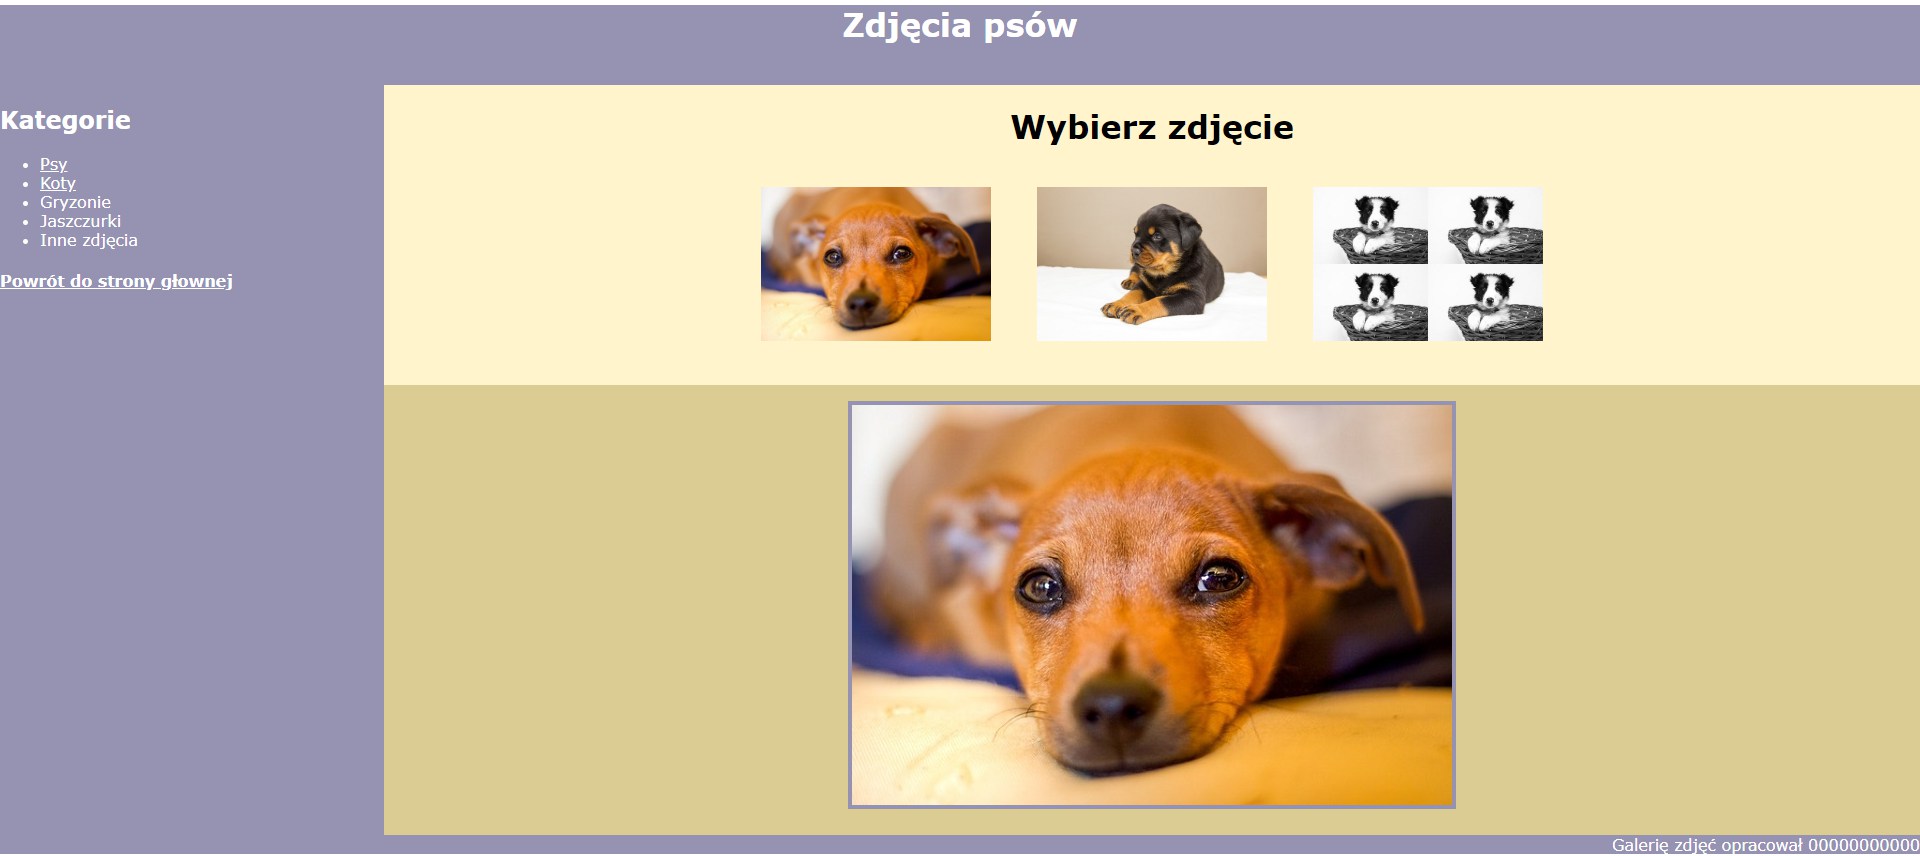 Zdjęcia psów
Kategorie
Psy
Koty
Gryzonie
Jaszczurki
Inne zdjęcia
Powrót do strony głownej
Wybierz zdjęcie
Galerię zdjęć opracował 00000000000